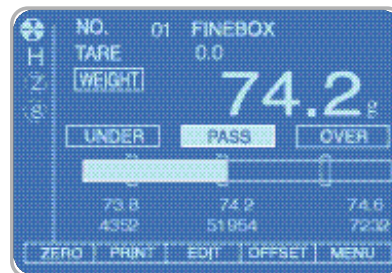 NO. 01 FINEBOX
H TARE 0.0
Z WEIGHT 74.2g
S
UNDER PASS OVER
73.8 74.2 74.6
4352 51954 7232
ZERO PRINT EDIT OFFSET MENU